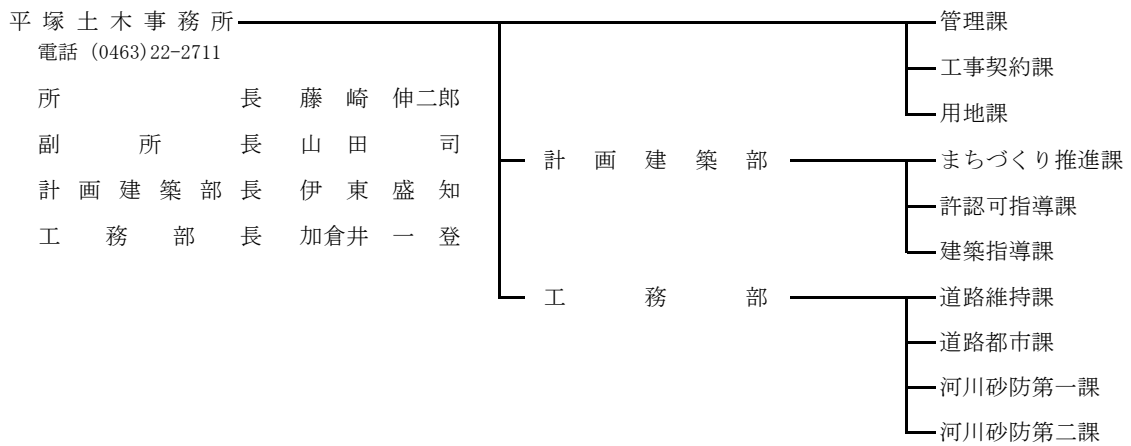 平塚土木事務所
電話 (0463)22-2711
所長 藤崎 伸二郎
副所長 山田 司
計画建築部長 伊東盛知
工務部長 加倉井一登
管理課
工事契約課
用地課
計画建築部
まちづくり推進課
許認可指導課
建築指導課
工務部
道路維持課
道路都市課
河川砂防第一課
河川砂防第二課